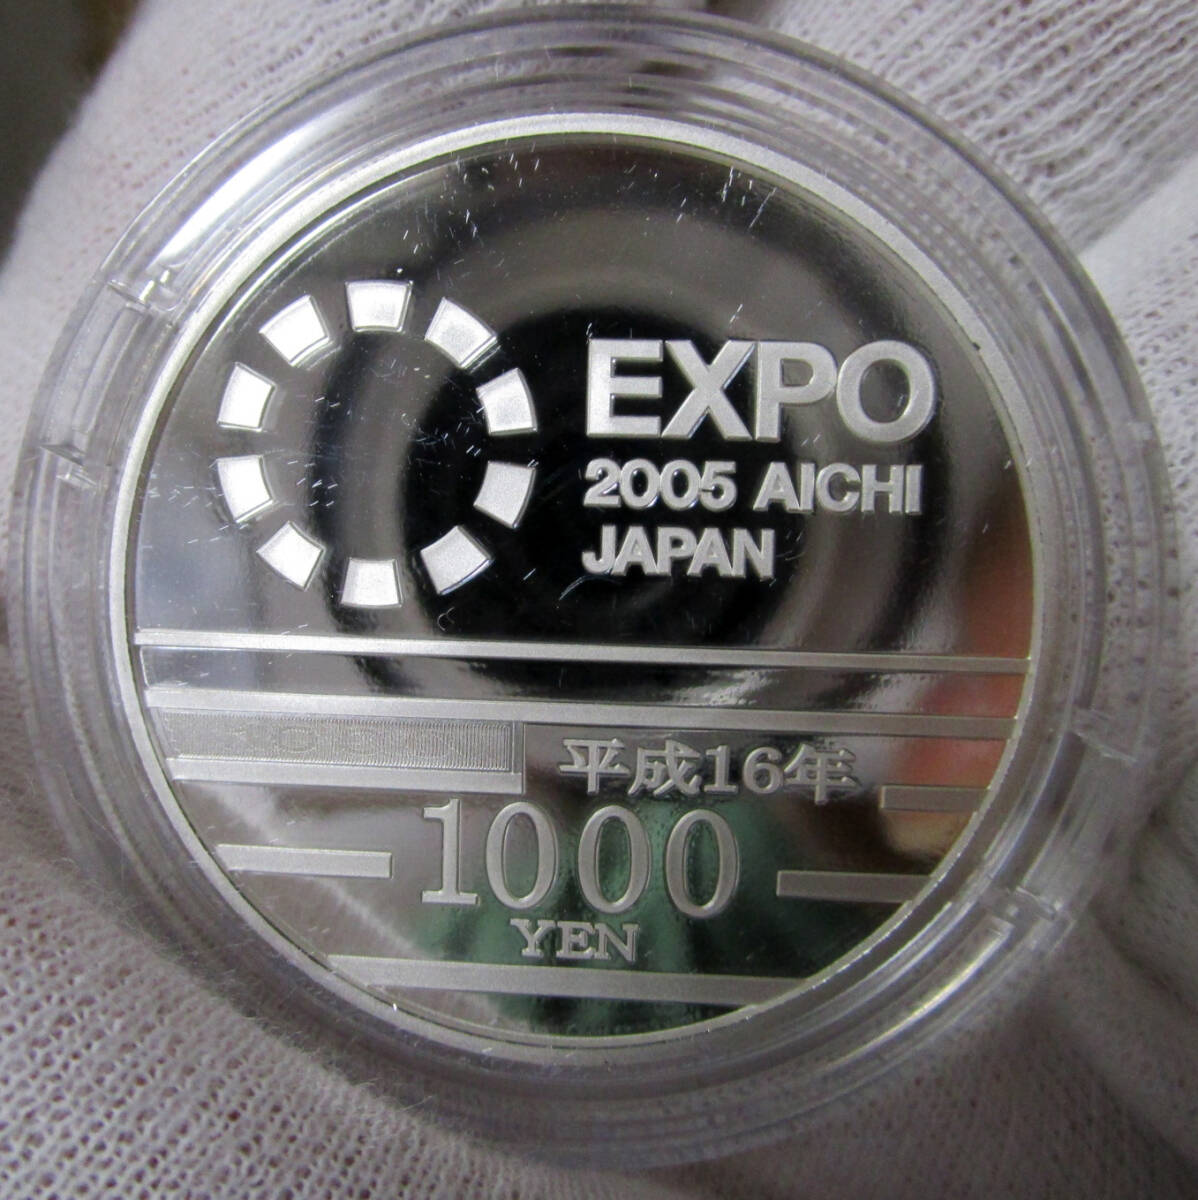 EXPO
2005 AICHI
JAPAN
平成16年
1000
YEN